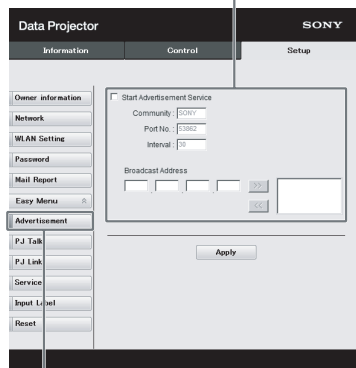 Data Projector
SONY
Information
Control
Setup
Owner information
Network
WLAN Setting
Password
Mail Report
Easy Menu
Advertisement
PJ Talk
PJ Link
Service
Input Label
Reset
Start Advertisement Service
Community: SONY
Port No.: 53862
Interval: 30
Broadcast Address
>>
<<
Apply